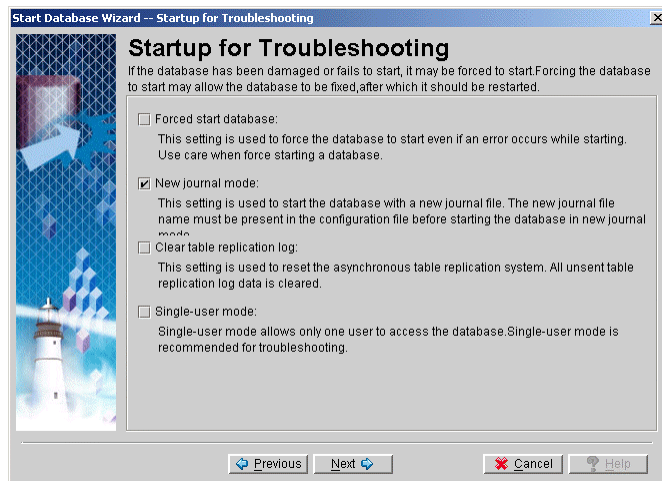 Start Database Wizard -- Startup for Troubleshooting
Startup for Troubleshooting
If the database has been damaged or fails to start, it may be forced to start.Forcing the database
to start may allow the database to be fixed,after which it should be restarted.
Forced start database:
This setting is used to force the database to start even if an error occurs while starting.
Use care when force starting a database.
New journal mode:
This setting is used to start the database with a new journal file. The new journal file
name must be present in the configuration file before starting the database in new journal
mode.
Clear table replication log:
This setting is used to reset the asynchronous table replication system. All unsent table
replication log data is cleared.
Single-user mode:
Single-user mode allows only one user to access the database.Single-user mode is
recommended for troubleshooting.
Previous Next Cancel Help